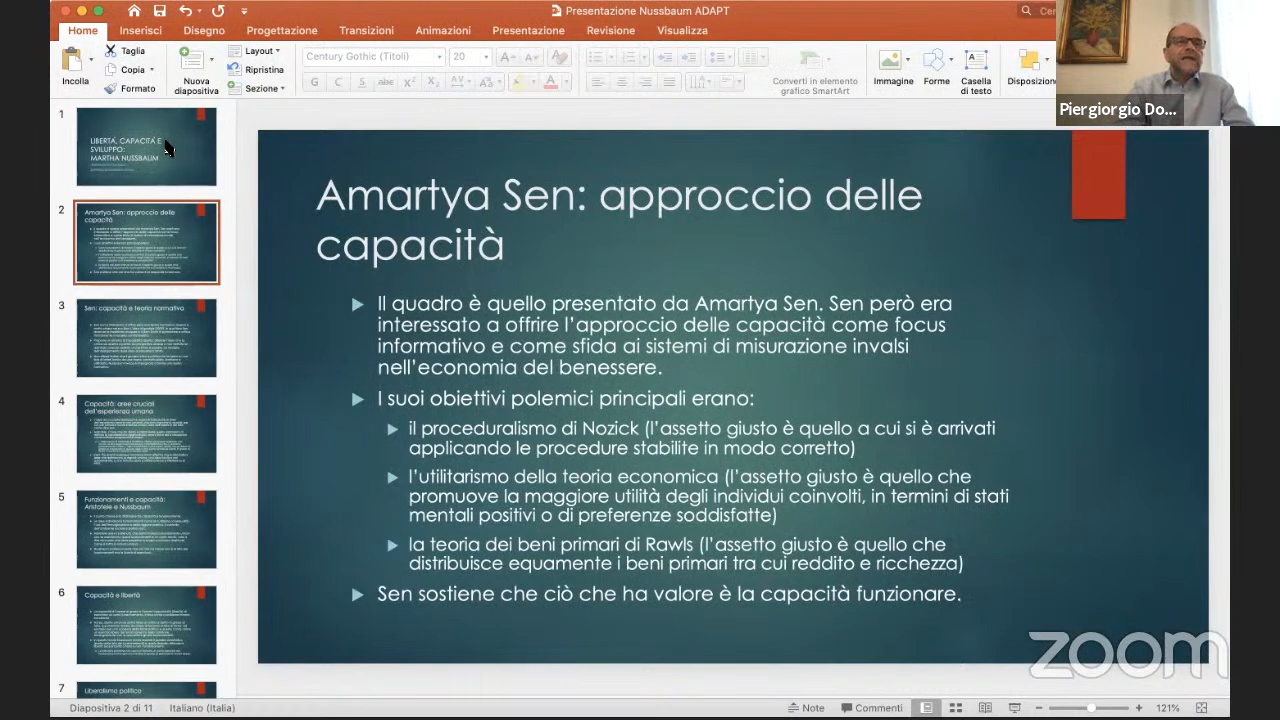 Presentazione Nussbaum ADAPT
Home Inserisci Disegno Progettazione Transizioni Animazioni Presentazione Revisione Visualizza
Incolla
Taglia
Copia
Formato
Nuova
diapositiva
Layout
Ripristina
Sezione
Century Gothic (Titoli) 20
Converti in elemento
grafico SmartArt
Immagine
Forme
Casella
di testo
Disposizion
Piergiorgio Do...
1
LIBERTÀ, CAPACITÀ E
SVILUPPO:
MARTHA NUSSBAUM
2
Amartya Sen: approccio delle
capacità
3
Sen: capacità e teoria normativa
4
Capacità: aree cruciali
dell'esperienza umana
5
Funzionamenti e capacità:
Aristotele e Nussbaum
6
Capacità e libertà
7
Liberalismo politico
Amartya Sen: approccio delle
capacità
Il quadro è quello presentato da Amartya Sen. Sen però era
interessato a offrire l'approccio delle capacità come focus
informativo e come sfida ai sistemi di misurazione invalsi
nell'economia del benessere.
I suoi obiettivi polemici principali erano:
il proceduralismo di Nozick (l'assetto giusto è quello a cui si è arrivati
applicando le procedure stabilite in modo corretto)
l'utilitarismo della teoria economica (l'assetto giusto è quello che
promuove la maggiore utilità degli individui coinvolti, in termini di stati
mentali positivi o di preferenze soddisfatte)
la teoria dei beni primari di Rawls (l'assetto giusto è quello che
distribuisce equamente i beni primari tra cui reddito e ricchezza)
Sen sostiene che ciò che ha valore è la capacità di funzionare.
zoom
Diapositiva 2 di 11 Italiano (Italia) Note Commenti 121%